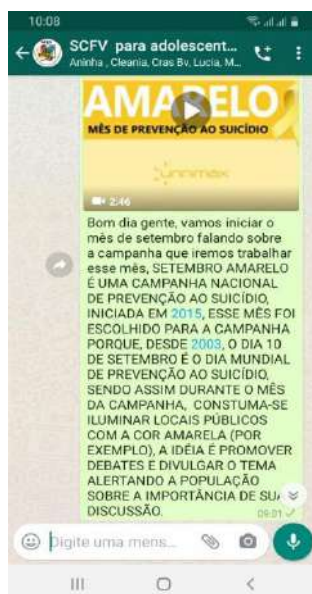 10:08
SCFV para adolescent...
Aninha , Cleania, Cras Bv, Lucia, M...
AMARELO
MÊS DE PREVENÇÃO AO SUICÍDIO
unimax
2:46
Bom dia gente, vamos iniciar o
mês de setembro falando sobre
a campanha que iremos trabalhar
esse mês, SETEMBRO AMARELO
É UMA CAMPANHA NACIONAL
DE PREVENÇÃO AO SUICÍDIO,
INICIADA EM 2015, ESSE MÊS FOI
ESCOLHIDO PARA A CAMPANHA
PORQUE, DESDE 2003, O DIA 10
DE SETEMBRO É O DIA MUNDIAL
DE PREVENÇÃO AO SUICÍDIO,
SENDO ASSIM DURANTE O MÊS
DA CAMPANHA, CONSTUMA-SE
ILUMINAR LOCAIS PÚBLICOS
COM A COR AMARELA (POR
EXEMPLO), A IDÉIA É PROMOVER
DEBATES E DIVULGAR O TEMA
ALERTANDO A POPULAÇÃO
SOBRE A IMPORTÂNCIA DE SUA
DISCUSSÃO.
09:01
Digite uma mens...